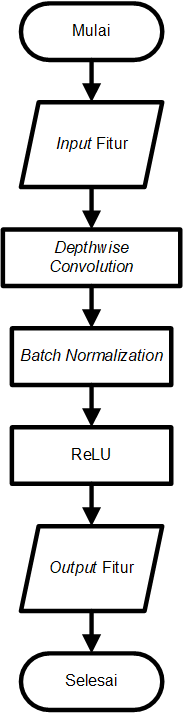 Mulai
Input Fitur
Depthwise
Convolution
Batch Normalization
ReLU
Output Fitur
Selesai